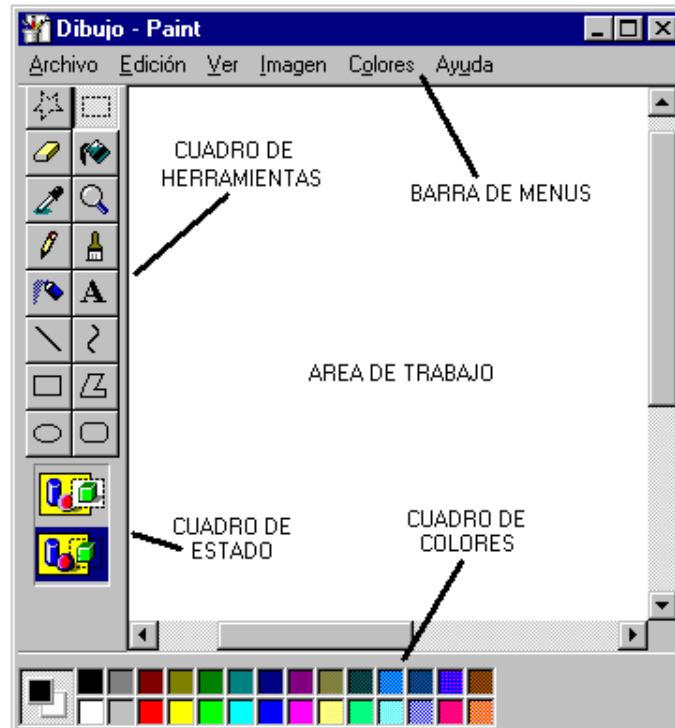 Dibujo - Paint
Archivo Edición Ver Imagen Colores Ayuda
CUADRO DE
HERRAMIENTAS
BARRA DE MENUS
A
AREA DE TRABAJO
CUADRO DE
ESTADO
CUADRO DE
COLORES